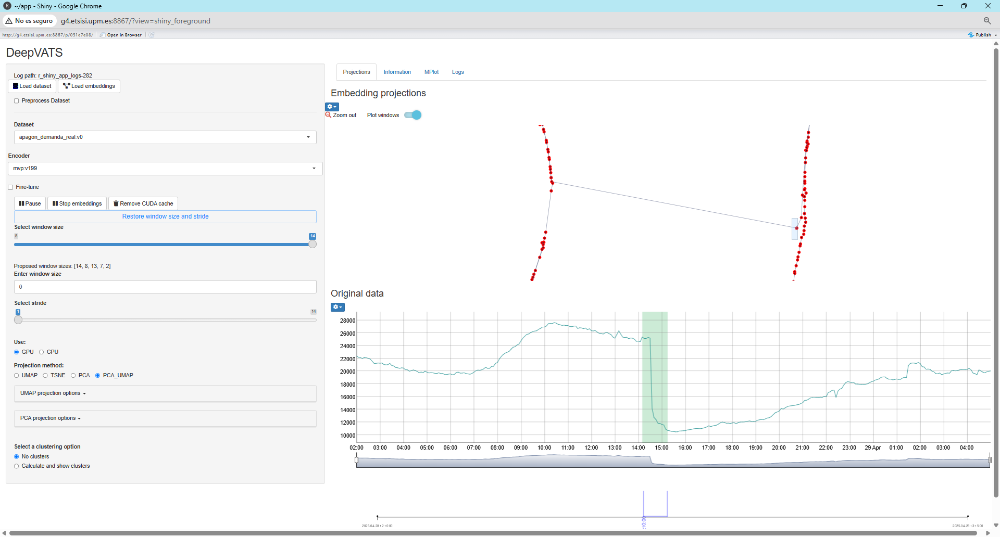 ~/app - Shiny - Google Chrome
No es seguro g4.etsisi.upm.es:8867/?view=shiny_foreground
http://g4.etsisi.upm.es:8867/p/031e7e08/ Open in Browser Publish
DeepVATS
Log path: r_shiny_app_logs-282
Load dataset Load embeddings
Preprocess Dataset
Dataset
apagon_demanda_real:v0
Encoder
mvp:v199
Fine-tune
Pause Stop embeddings Remove CUDA cache
Restore window size and stride
Select window size
8 14
Proposed window sizes: [14, 8, 13, 7, 2]
Enter window size
0
Select stride
1 14
Use:
GPU CPU
Projection method:
UMAP TSNE PCA PCA_UMAP
UMAP projection options
PCA projection options
Select a clustering option
No clusters
Calculate and show clusters
Projections Information MPlot Logs
Embedding projections
Zoom out Plot windows
Original data
28000
26000
24000
22000
20000
18000
16000
14000
12000
10000
02:00 03:00 04:00 05:00 06:00 07:00 08:00 09:00 10:00 11:00 12:00 13:00 14:00 15:00 16:00 17:00 18:00 19:00 20:00 21:00 22:00 23:00 29 Apr 01:00 02:00 03:00 04:00
2025-04-28 12:10:00 2025-04-28 13:15:00